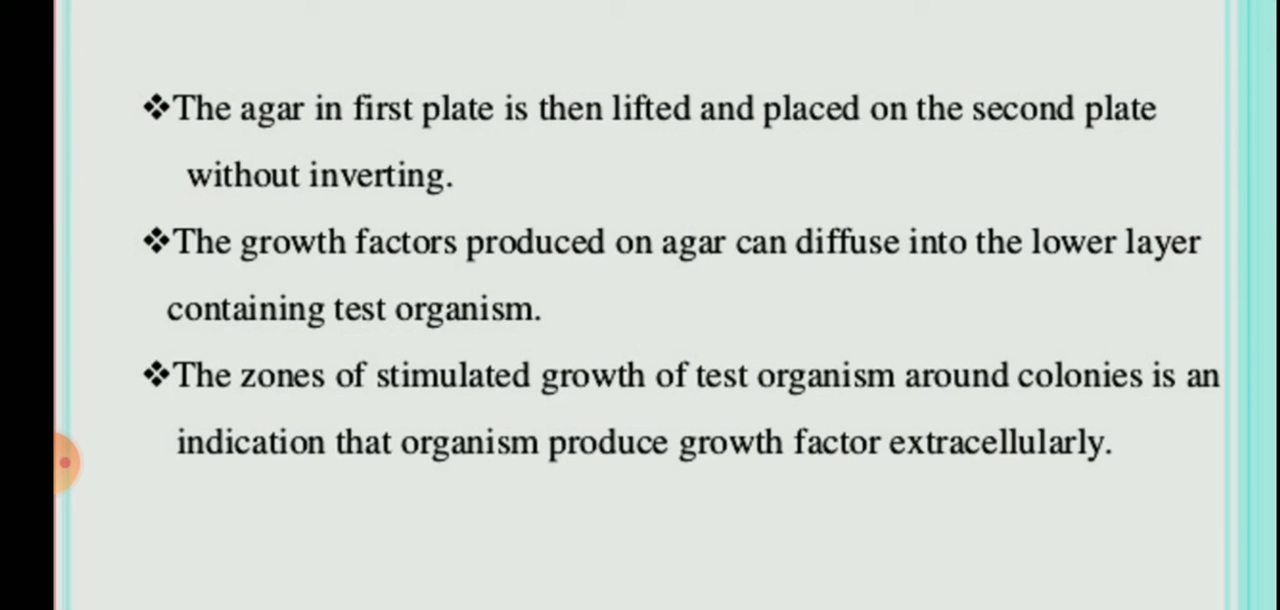 ❖The agar in first plate is then lifted and placed on the second plate
without inverting.
❖The growth factors produced on agar can diffuse into the lower layer
containing test organism.
❖The zones of stimulated growth of test organism around colonies is an
indication that organism produce growth factor extracellularly.